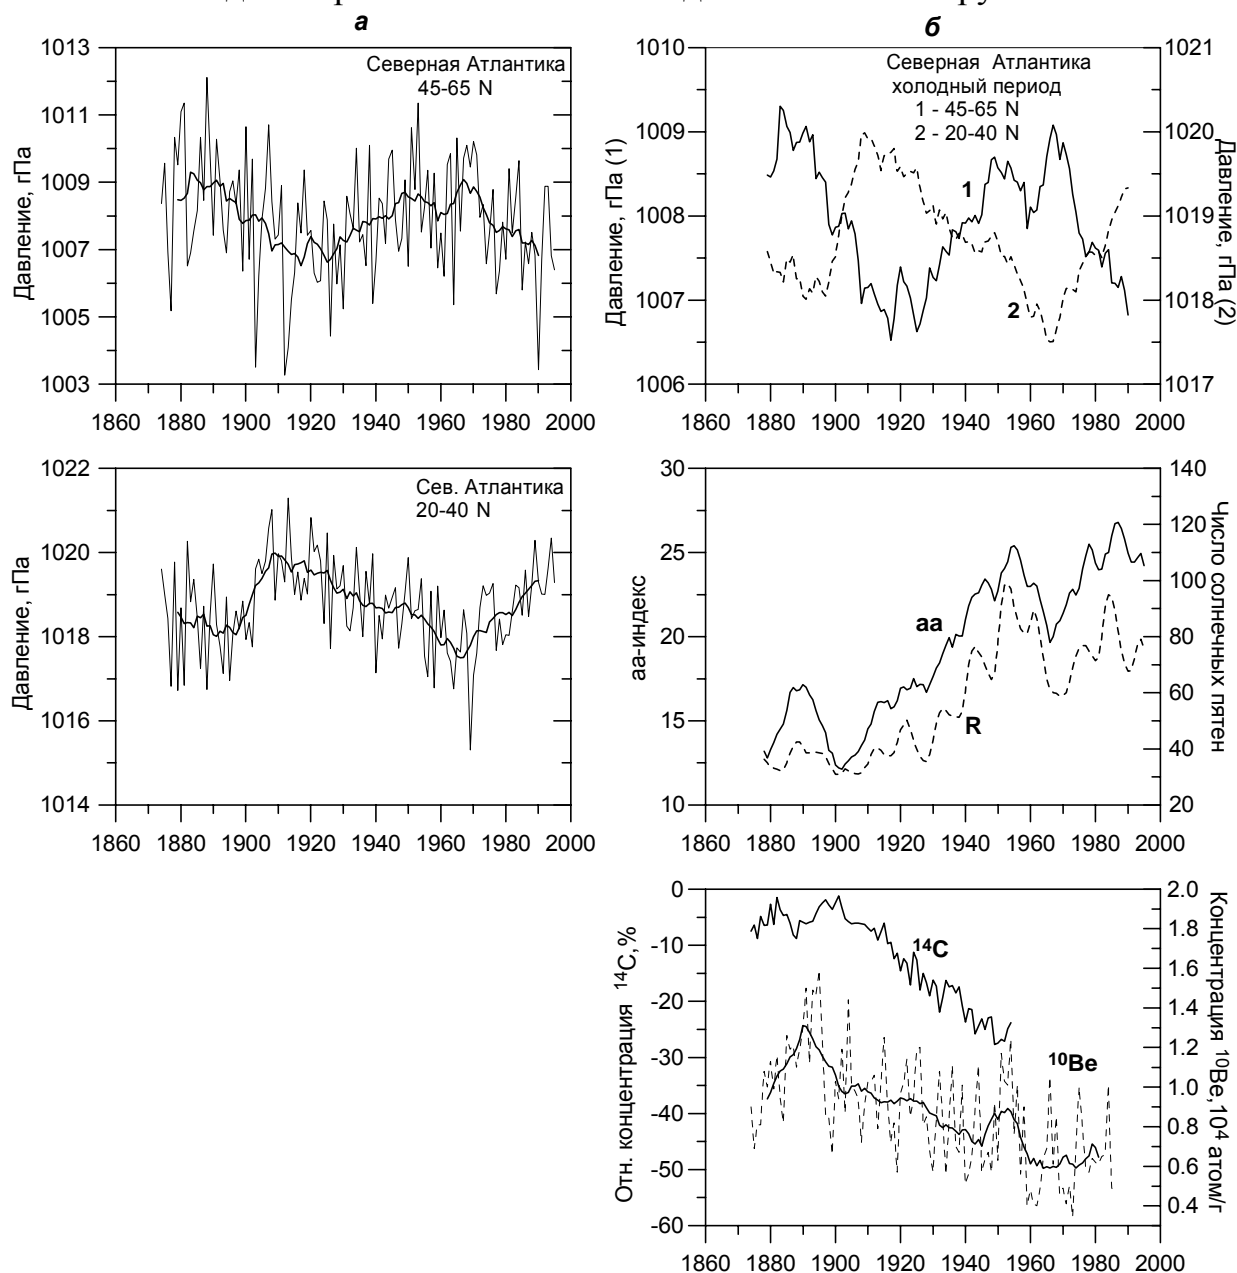 а
1013
1011
1009
1007
1005
1003
Давление, гПа
Северная Атлантика
45-65 N
1860 1880 1900 1920 1940 1960 1980 2000
б
1010
1009
1008
1007
1006
Давление, гПа (1)
Северная Атлантика
холодный период
1 - 45-65 N
2 - 20-40 N
1
2
1021
1020
1019
1018
1017
Давление, гПа (2)
1860 1880 1900 1920 1940 1960 1980 2000
1022
1020
1018
1016
1014
Давление, гПа
Сев. Атлантика
20-40 N
1860 1880 1900 1920 1940 1960 1980 2000
30
25
20
15
10
аа-индекс
aa
R
140
120
100
80
60
40
20
Число солнечных пятен
1860 1880 1900 1920 1940 1960 1980 2000
0
-10
-20
-30
-40
-50
-60
Отн. концентрация ¹⁴C,%
¹⁴C
¹⁰Be
2.0
1.8
1.6
1.4
1.2
1.0
0.8
0.6
0.4
Концентрация ¹⁰Be,10⁴ атом/г
1860 1880 1900 1920 1940 1960 1980 2000